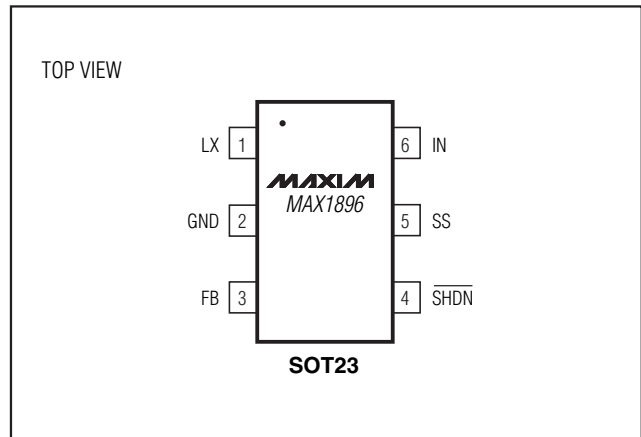 TOP VIEW
LX 1
6 IN
MAXIM
MAX1896
GND 2
5 SS
FB 3
4 SHDN
SOT23